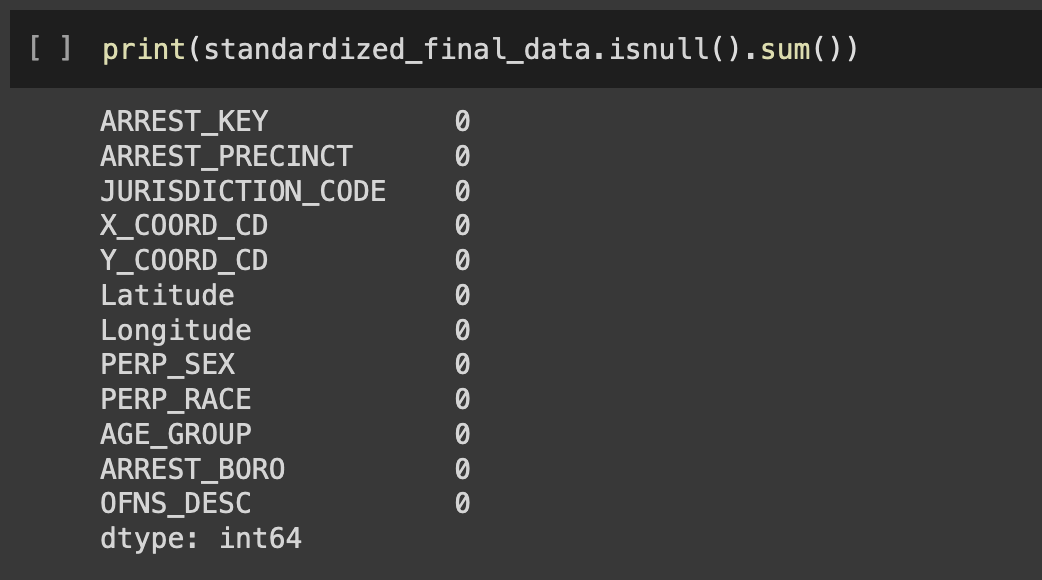 [ ] print(standardized_final_data.isnull().sum())
ARREST_KEY 0
ARREST_PRECINCT 0
JURISDICTION_CODE 0
X_COORD_CD 0
Y_COORD_CD 0
Latitude 0
Longitude 0
PERP_SEX 0
PERP_RACE 0
AGE_GROUP 0
ARREST_BORO 0
OFNS_DESC 0
dtype: int64